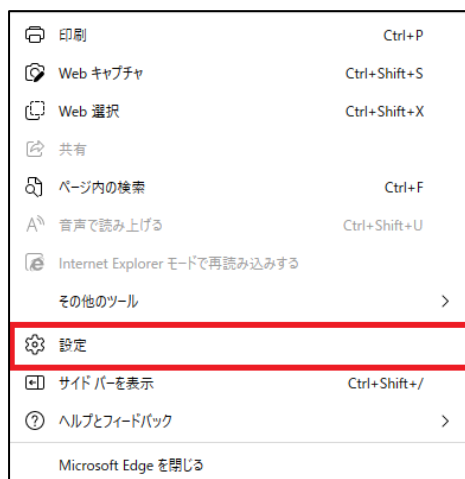 印刷 Ctrl+P
Web キャプチャ Ctrl+Shift+S
Web 選択 Ctrl+Shift+X
共有
ページ内の検索 Ctrl+F
音声で読み上げる Ctrl+Shift+U
Internet Explorer モードで再読み込みする
その他のツール
設定
サイド バーを表示 Ctrl+Shift+/
ヘルプとフィードバック
Microsoft Edge を閉じる